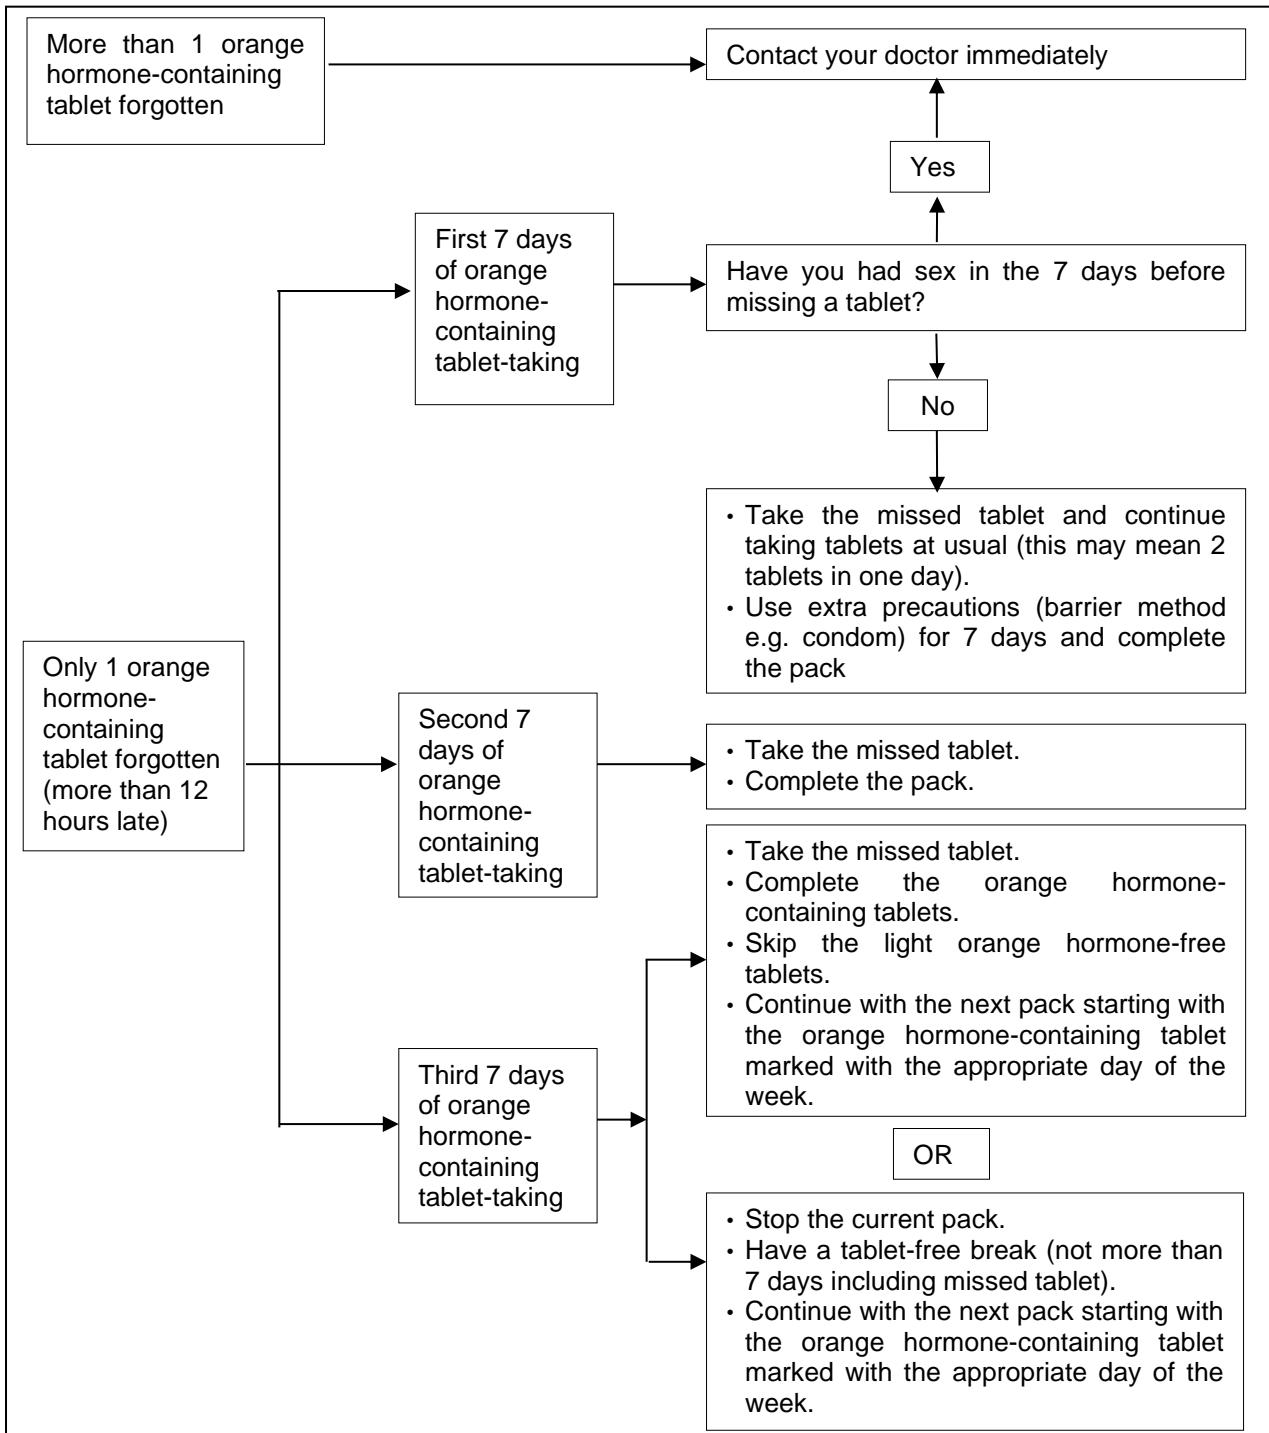 More than 1 orange
hormone-containing
tablet forgotten
Contact your doctor immediately
Yes
First 7 days
of orange
hormone-
containing
tablet-taking
Have you had sex in the 7 days before
missing a tablet?
No
• Take the missed tablet and continue
taking tablets at usual (this may mean 2
tablets in one day).
• Use extra precautions (barrier method
e.g. condom) for 7 days and complete
the pack
Only 1 orange
hormone-
containing
tablet forgotten
(more than 12
hours late)
Second 7
days of
orange
hormone-
containing
tablet-taking
• Take the missed tablet.
• Complete the pack.
• Take the missed tablet.
• Complete the orange hormone-
containing tablets.
• Skip the light orange hormone-free
tablets.
• Continue with the next pack starting with
the orange hormone-containing tablet
marked with the appropriate day of the
week.
Third 7 days
of orange
hormone-
containing
tablet-taking
OR
• Stop the current pack.
• Have a tablet-free break (not more than
7 days including missed tablet).
• Continue with the next pack starting with
the orange hormone-containing tablet
marked with the appropriate day of the
week.